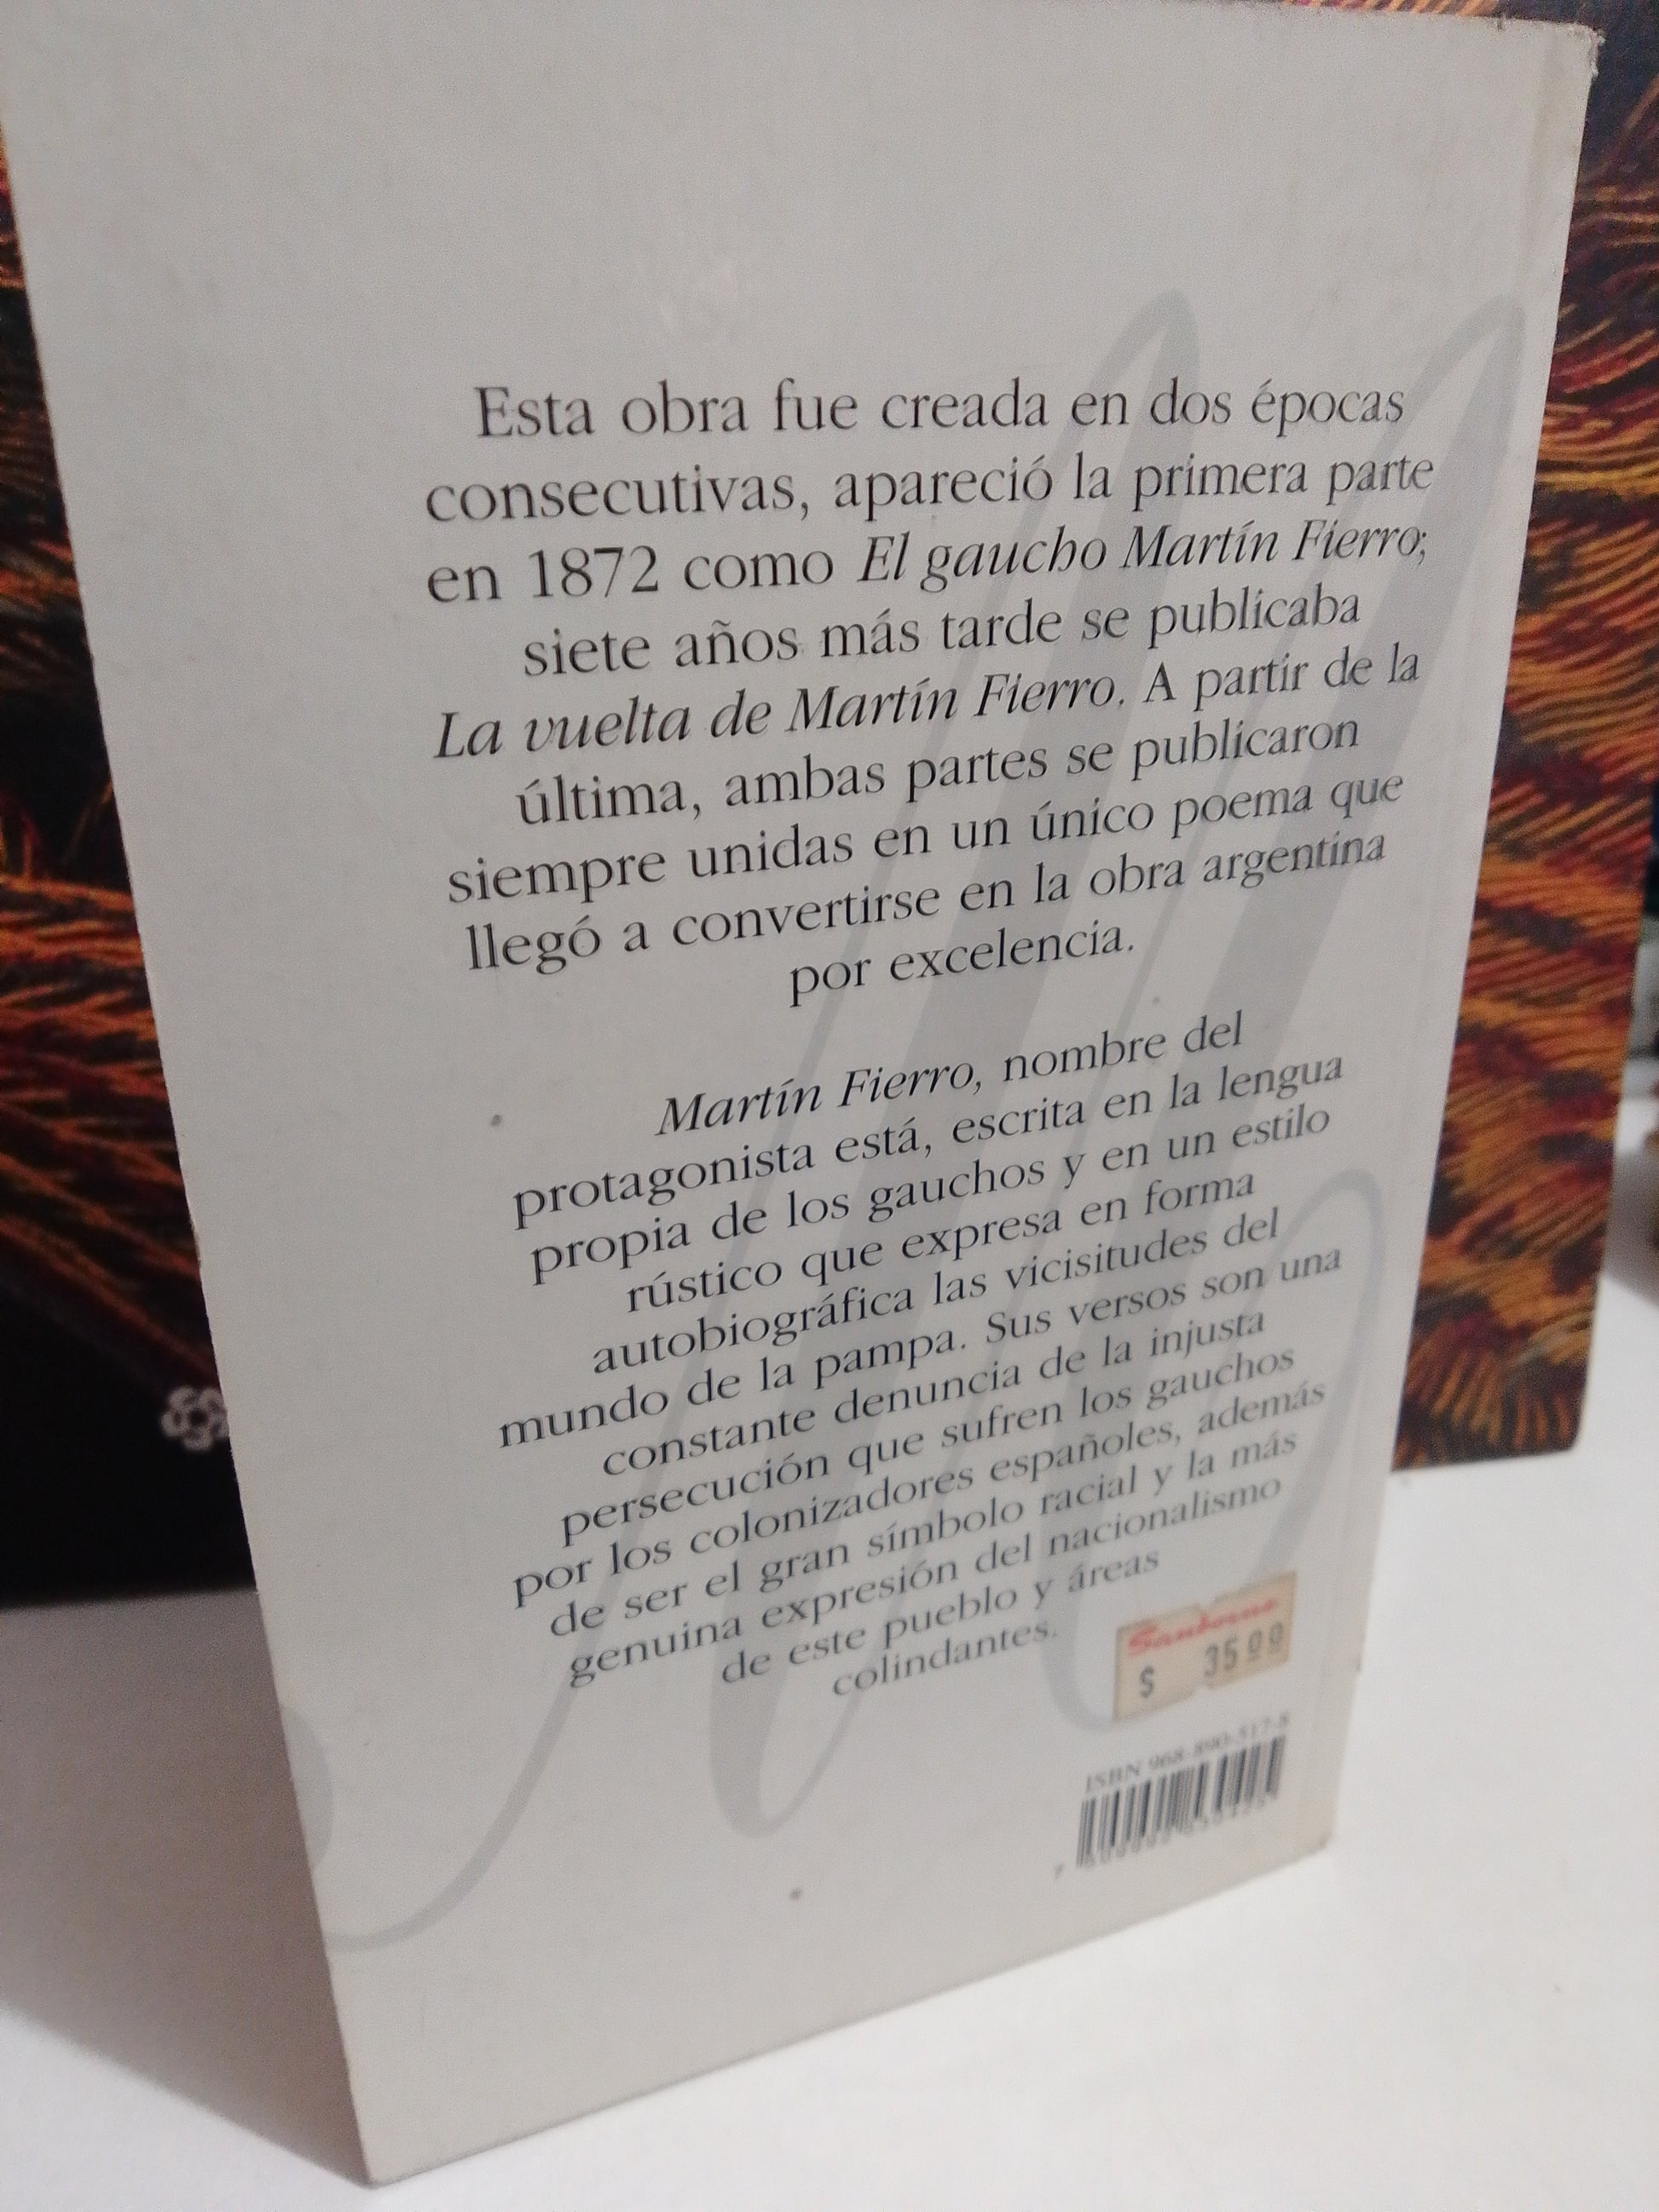 Esta obra fue creada en dos épocas
consecutivas, apareció la primera parte
en 1872 como El gaucho Martín Fierro;
siete años más tarde se publicaba
La vuelta de Martín Fierro. A partir de la
última, ambas partes se publicaron
siempre unidas en un único poema que
llegó a convertirse en la obra argentina
por excelencia.
Martín Fierro, nombre del
protagonista está, escrita en la lengua
propia de los gauchos y en un estilo
rústico que expresa en forma
autobiográfica las vicisitudes del
mundo de la pampa. Sus versos son una
constante denuncia de la injusta
persecución que sufren los gauchos
por los colonizadores españoles, además
de ser el gran símbolo racial y la más
genuina expresión del nacionalismo
de este pueblo y áreas
colindantes.
Sanborns
$ 35.00
ISBN 968-890-517-8